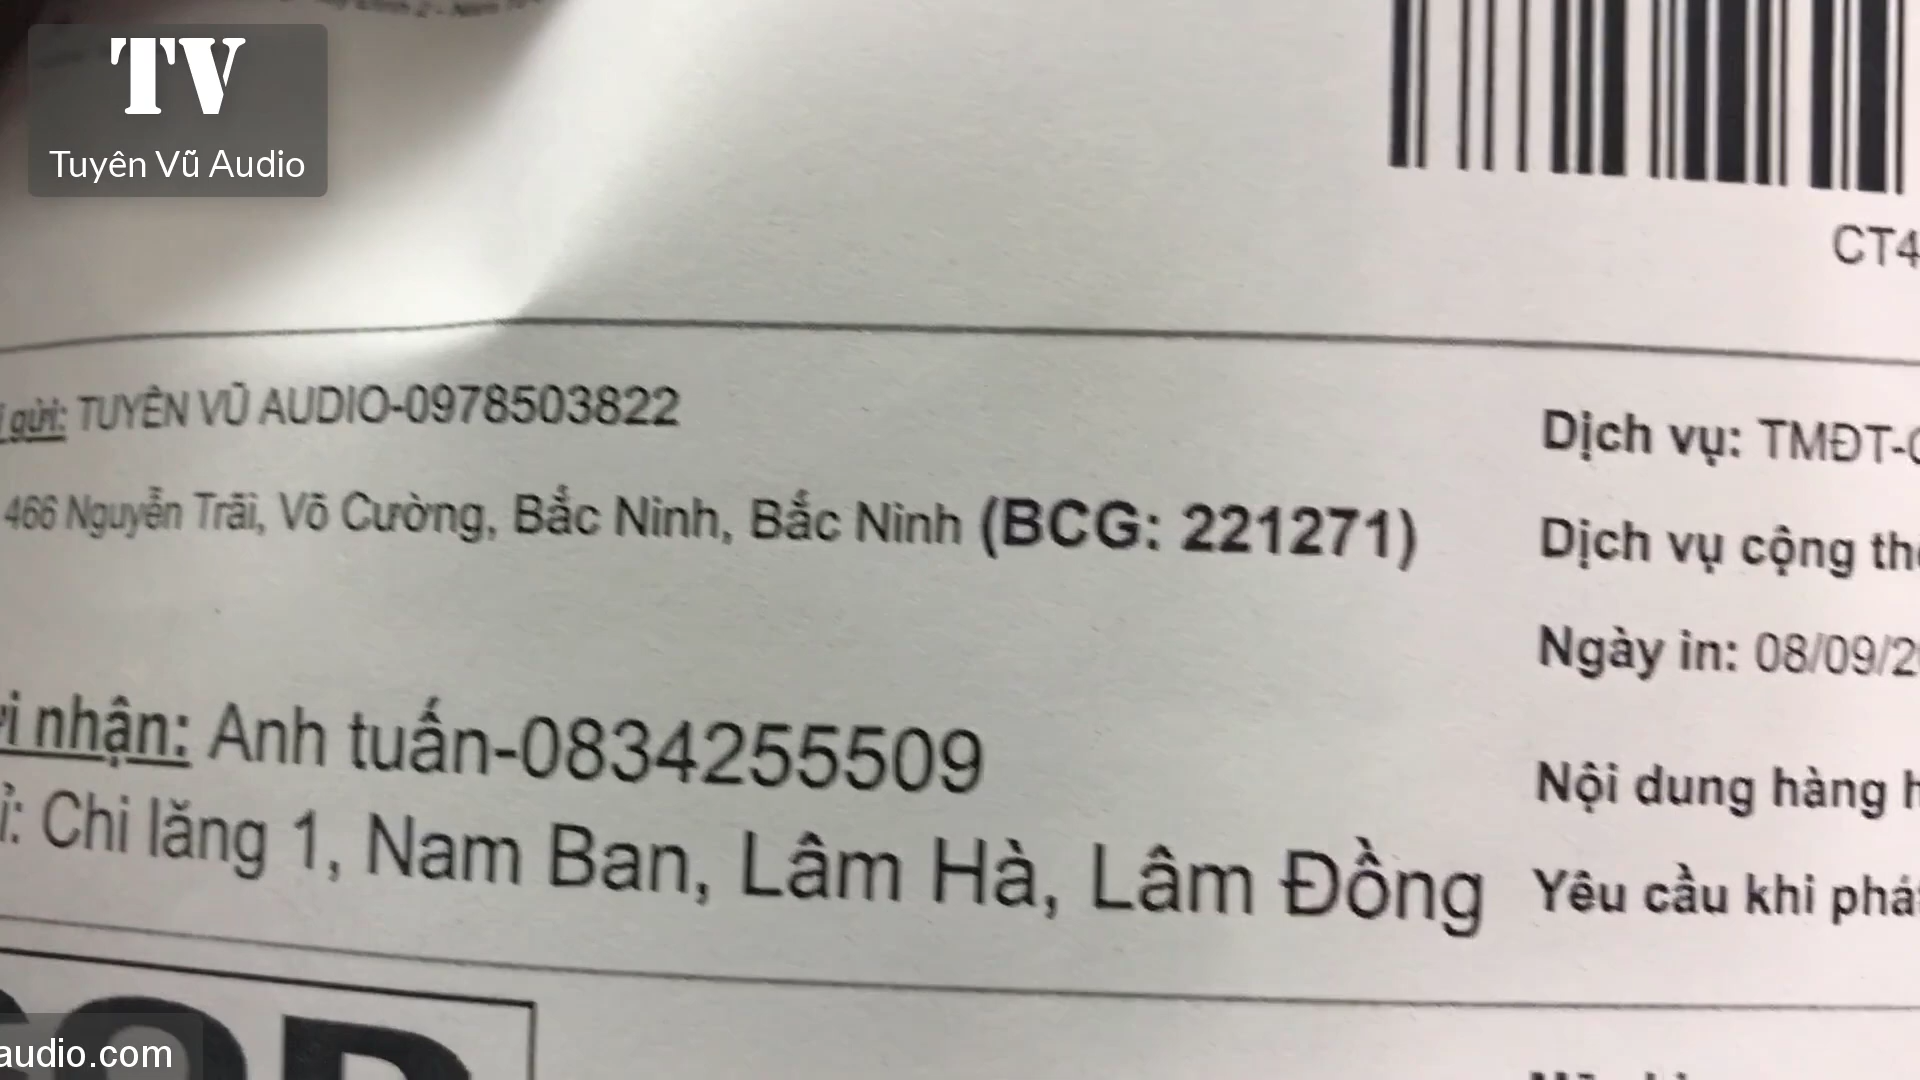 TV
Tuyên Vũ Audio
CT4
gửi: TUYÊN VŨ AUDIO-0978503822
466 Nguyễn Trãi, Võ Cường, Bắc Ninh, Bắc Ninh (BCG: 221271)
nhận: Anh tuấn-0834255509
Chi lăng 1, Nam Ban, Lâm Hà, Lâm Đồng
Dịch vụ: TMĐT-
Dịch vụ cộng
Ngày in: 08/09/2
Nội dung hàng
Yêu cầu khi
audio.com